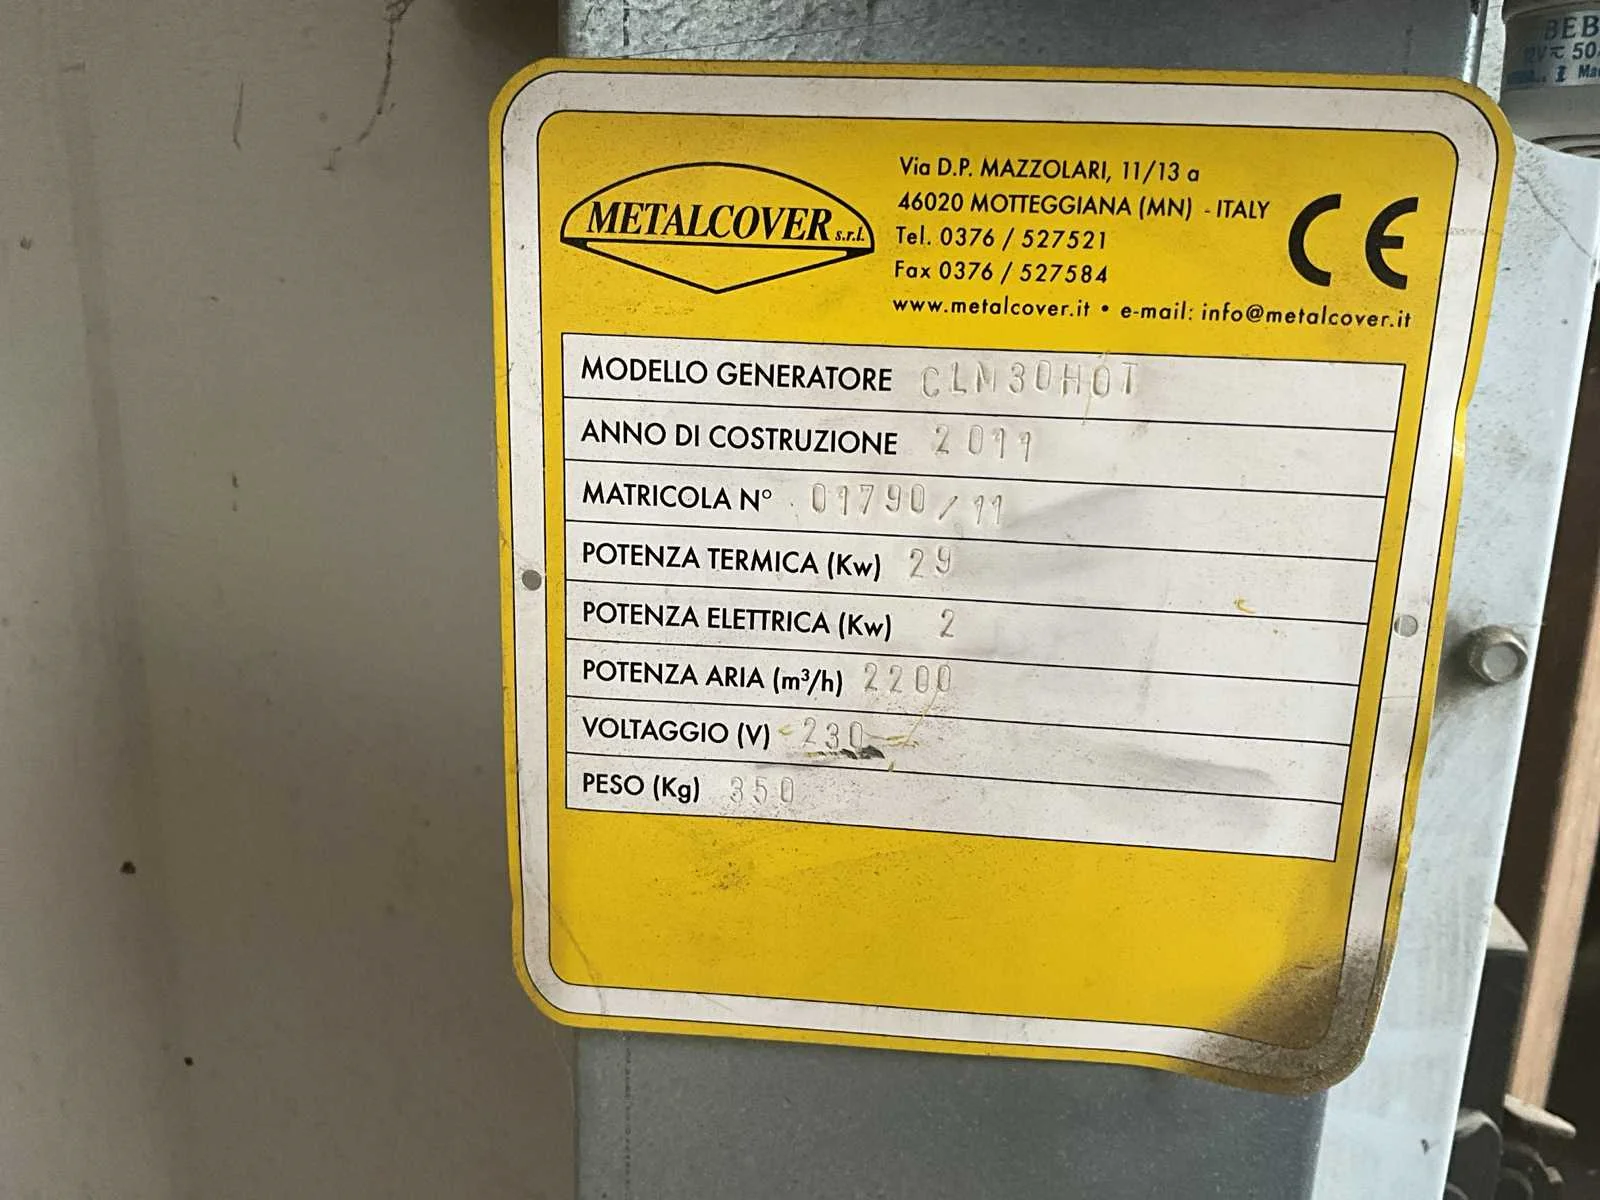 METALCOVER s.r.l.
Via D.P. MAZZOLARI, 11/13 a
46020 MOTTEGGIANA (MN) - ITALY
Tel. 0376 / 527521
Fax 0376 / 527584
www.metalcover.it • e-mail: info@metalcover.it
CE
MODELLO GENERATORE CLM30HOT
ANNO DI COSTRUZIONE 2011
MATRICOLA N° 01790/11
POTENZA TERMICA (Kw) 29
POTENZA ELETTRICA (Kw) 2
POTENZA ARIA (m³/h) 2200
VOLTAGGIO (V) 230
PESO (Kg) 350
BEB